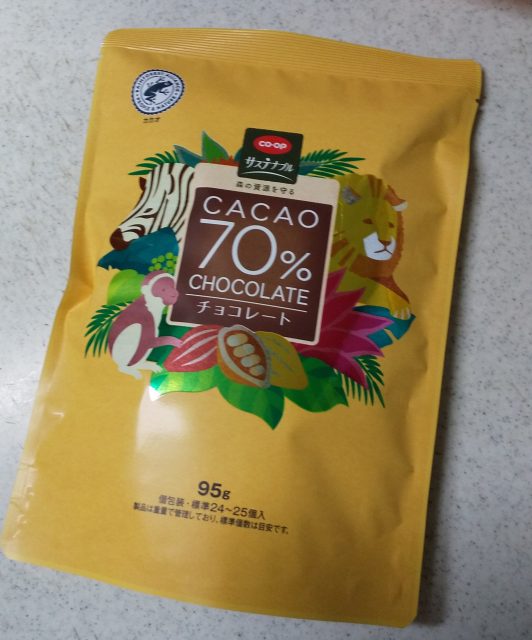 カカオ
CO·OP
サステナブル
森の資源を守る
CACAO
70%
CHOCOLATE
チョコレート
95g
個包装・標準24～25個入
製品は重量で管理しており、標準個数は目安です。